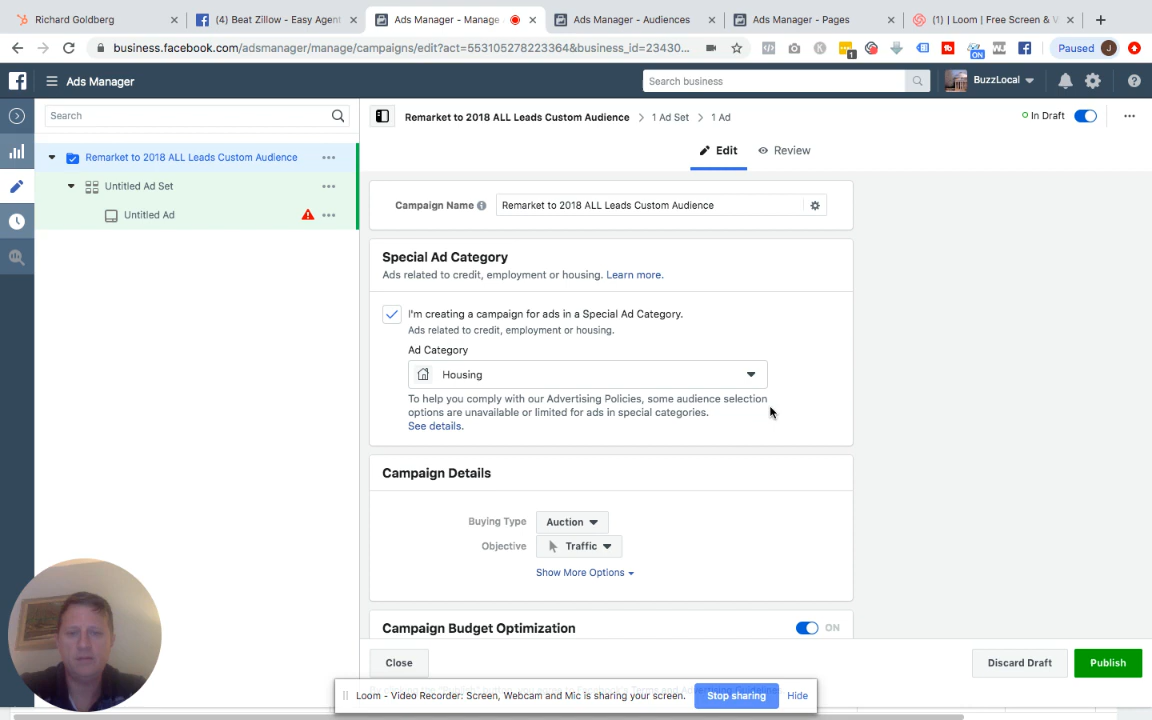 Richard Goldberg
(4) Beat Zillow - Easy Agent
Ads Manager - Manage
Ads Manager - Audiences
Ads Manager - Pages
(1) | Loom | Free Screen & V
business.facebook.com/adsmanager/manage/campaigns/edit?act=553105278223364&business_id=23430...
1
ON
WJ
Paused
J
Ads Manager
Search business
BuzzLocal
Search
Remarket to 2018 ALL Leads Custom Audience
1 Ad Set
1 Ad
In Draft
Edit
Review
Remarket to 2018 ALL Leads Custom Audience
Untitled Ad Set
Untitled Ad
Campaign Name
Remarket to 2018 ALL Leads Custom Audience
Special Ad Category
Ads related to credit, employment or housing. Learn more.
I'm creating a campaign for ads in a Special Ad Category.
Ads related to credit, employment or housing.
Ad Category
Housing
To help you comply with our Advertising Policies, some audience selection
options are unavailable or limited for ads in special categories.
See details.
Campaign Details
Buying Type
Auction
Objective
Traffic
Show More Options
Campaign Budget Optimization
ON
Close
Discard Draft
Publish
Loom - Video Recorder: Screen, Webcam and Mic is sharing your screen.
Stop sharing
Hide